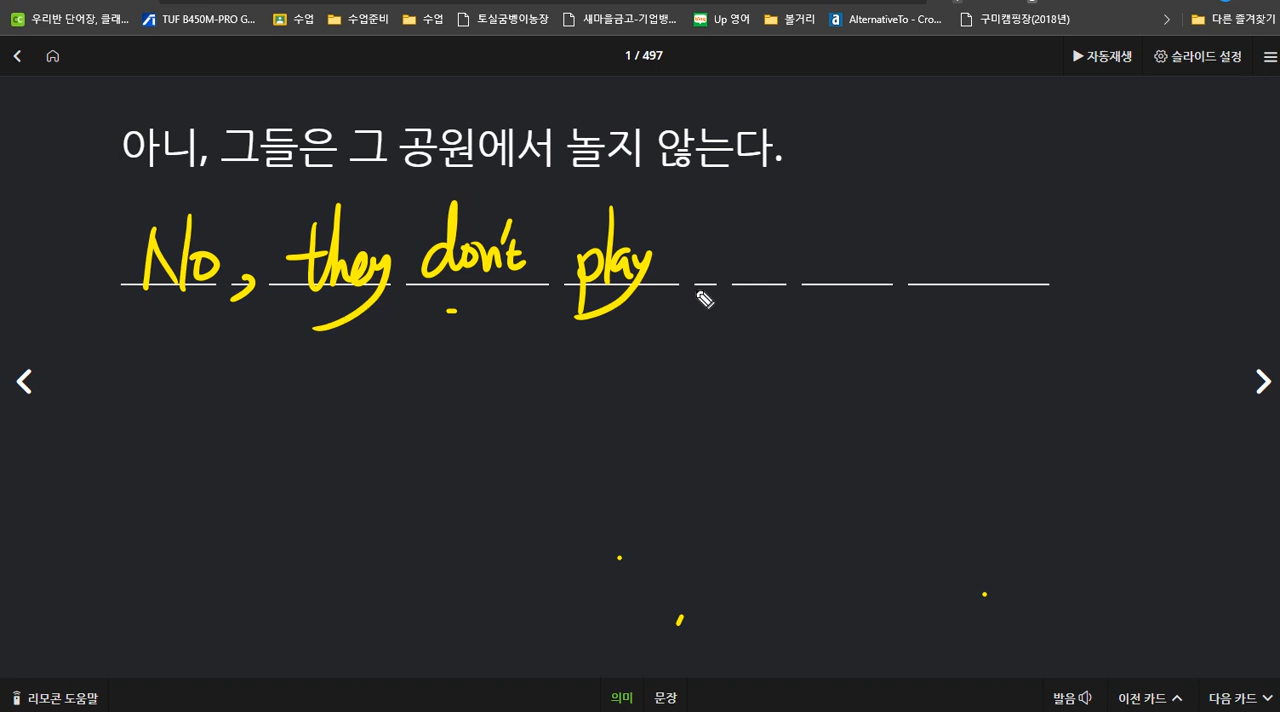 우리반 단어장, 클래... TUF B450M-PRO G... 수업 수업준비 수업 토실굼벵이농장 새마을금고-기업뱅... Up 영어 볼거리 AlternativeTo - Cro... 구미캠핑장(2018년) 다른 즐겨찾기
1 / 497 자동재생 슬라이드 설정
아니, 그들은 그 공원에서 놀지 않는다.
No, they don't play
리모콘 도움말 의미 문장 발음 이전 카드 다음 카드